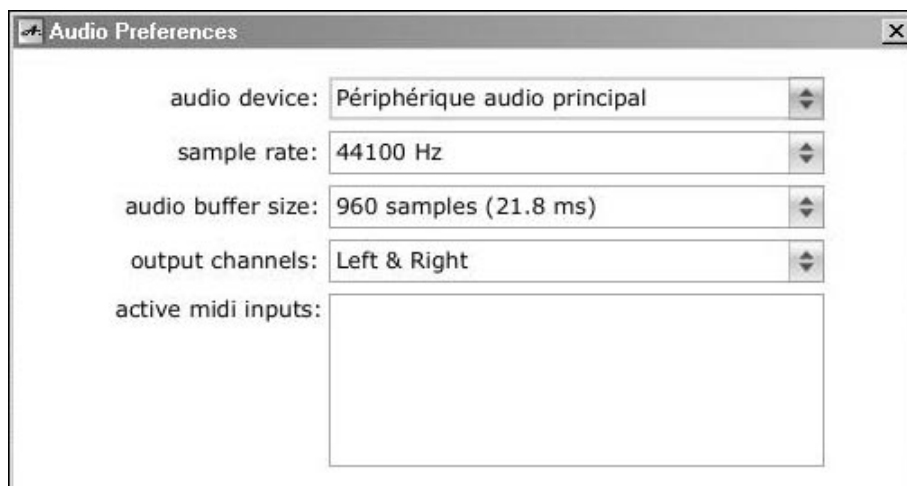 Audio Preferences
audio device: Périphérique audio principal
sample rate: 44100 Hz
audio buffer size: 960 samples (21.8 ms)
output channels: Left & Right
active midi inputs: